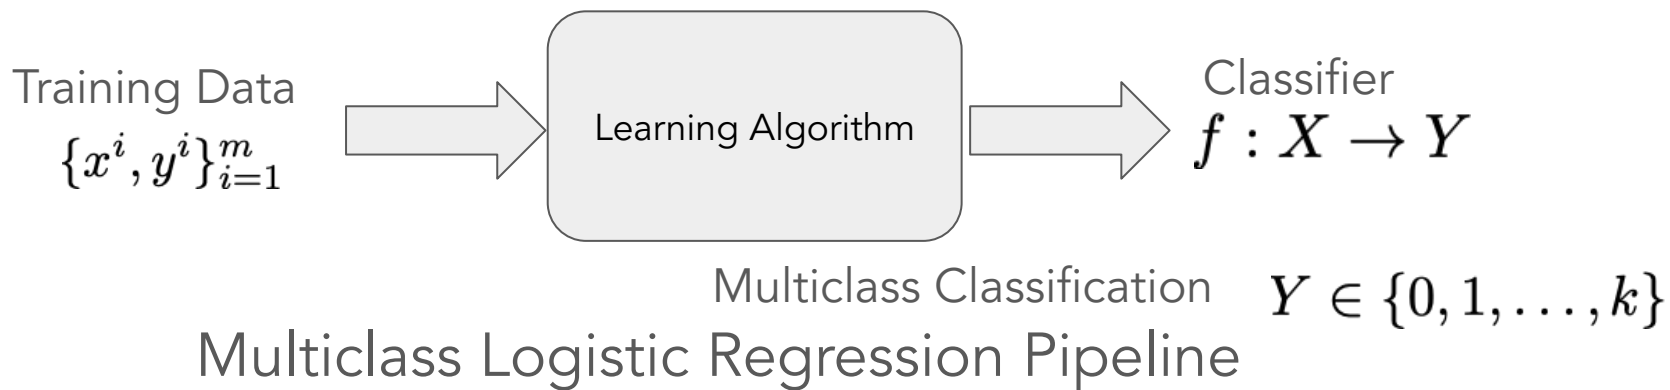 Training Data
{x^i, y^i}_{i=1}^m
Learning Algorithm
Classifier
f : X → Y
Multiclass Classification Y ∈ {0, 1, . . . , k}
Multiclass Logistic Regression Pipeline